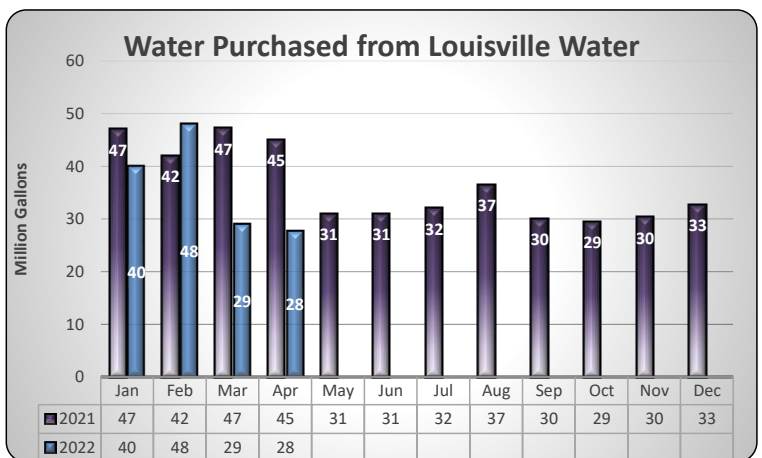 Water Purchased from Louisville Water
Million Gallons
60
50
40
30
20
10
0
47 42 47 45 31 31 32 37 30 29 30 33
40 48 29 28
Jan Feb Mar Apr May Jun Jul Aug Sep Oct Nov Dec
2021 47 42 47 45 31 31 32 37 30 29 30 33
2022 40 48 29 28